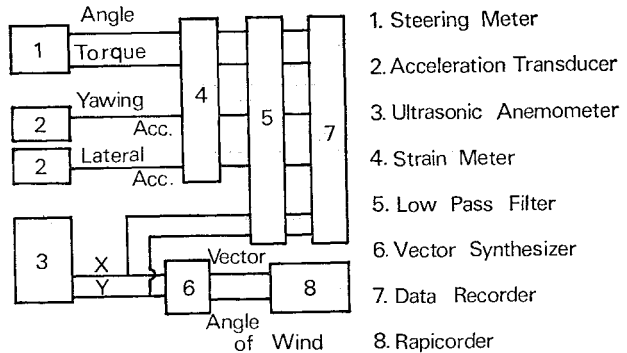 Angle
1
Torque
Yawing
2
Acc.
Lateral
2
Acc.
4
5
7
3
X
Y
6
Vector
8
Angle
of Wind
1. Steering Meter
2. Acceleration Transducer
3. Ultrasonic Anemometer
4. Strain Meter
5. Low Pass Filter
6. Vector Synthesizer
7. Data Recorder
8. Rapicorder